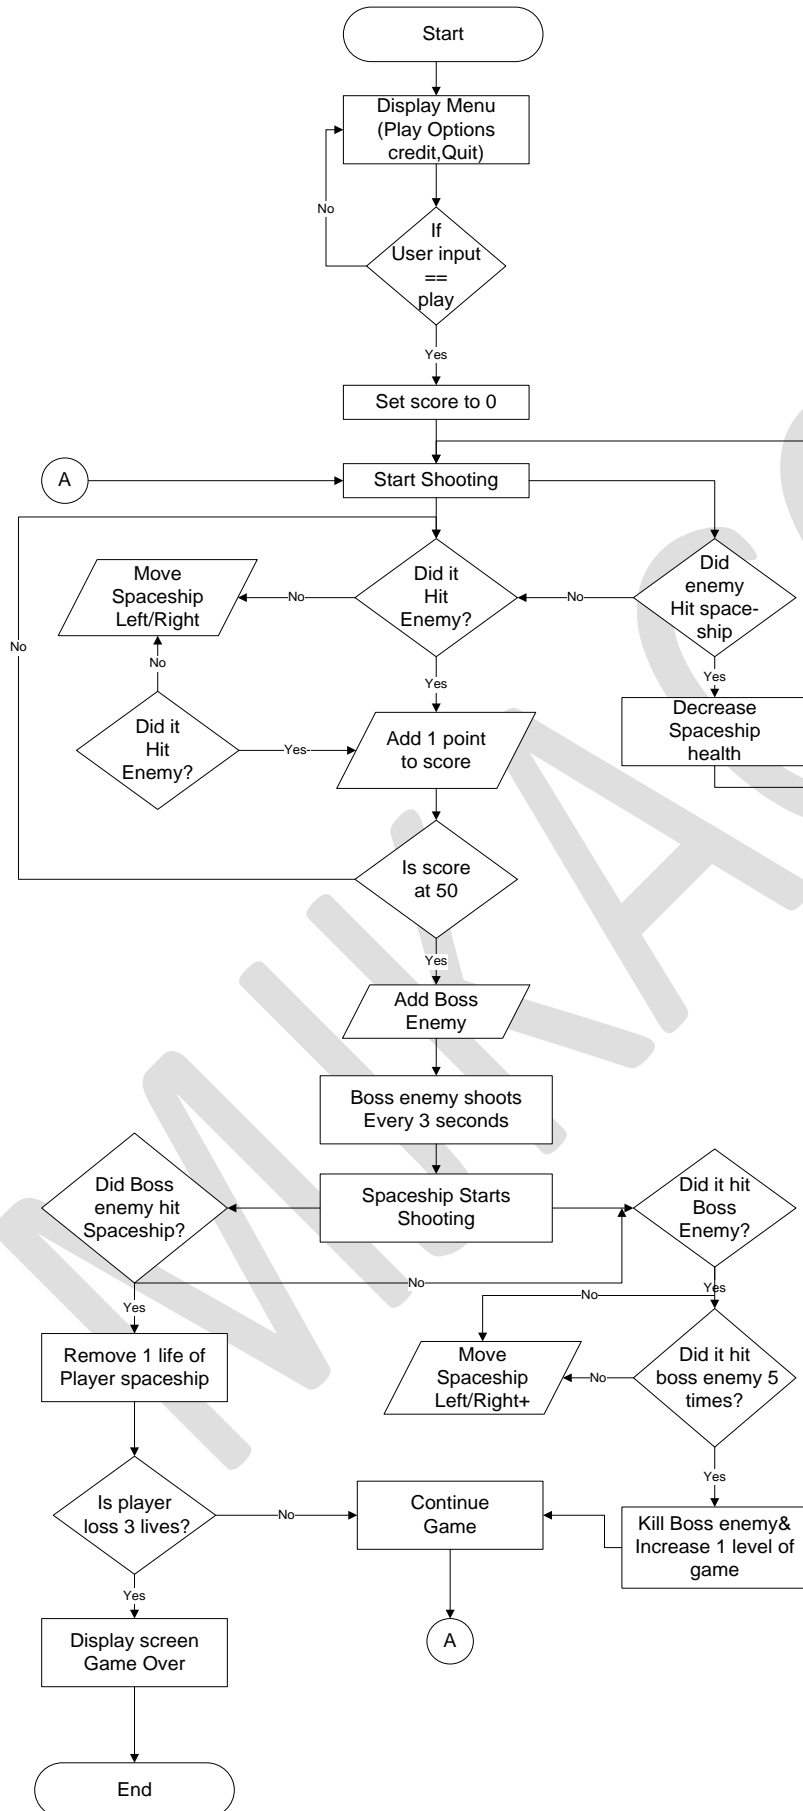 Start
Display Menu
(Play Options
credit,Quit)
No
If
User input
==
play
Yes
Set score to 0
A
Start Shooting
Move
Spaceship
Left/Right
No
Did it
Hit
Enemy?
No
Did
enemy
Hit space-
ship
No
No
Yes
Yes
Did it
Hit
Enemy?
Yes
Add 1 point
to score
Decrease
Spaceship
health
Is score
at 50
Yes
Add Boss
Enemy
Boss enemy shoots
Every 3 seconds
Did Boss
enemy hit
Spaceship?
Spaceship Starts
Shooting
Did it hit
Boss
Enemy?
No
Yes
Yes
No
Remove 1 life of
Player spaceship
Move
Spaceship
Left/Right+
No
Did it hit
boss enemy 5
times?
Yes
Is player
loss 3 lives?
No
Continue
Game
Kill Boss enemy&
Increase 1 level of
game
Yes
Display screen
Game Over
A
End